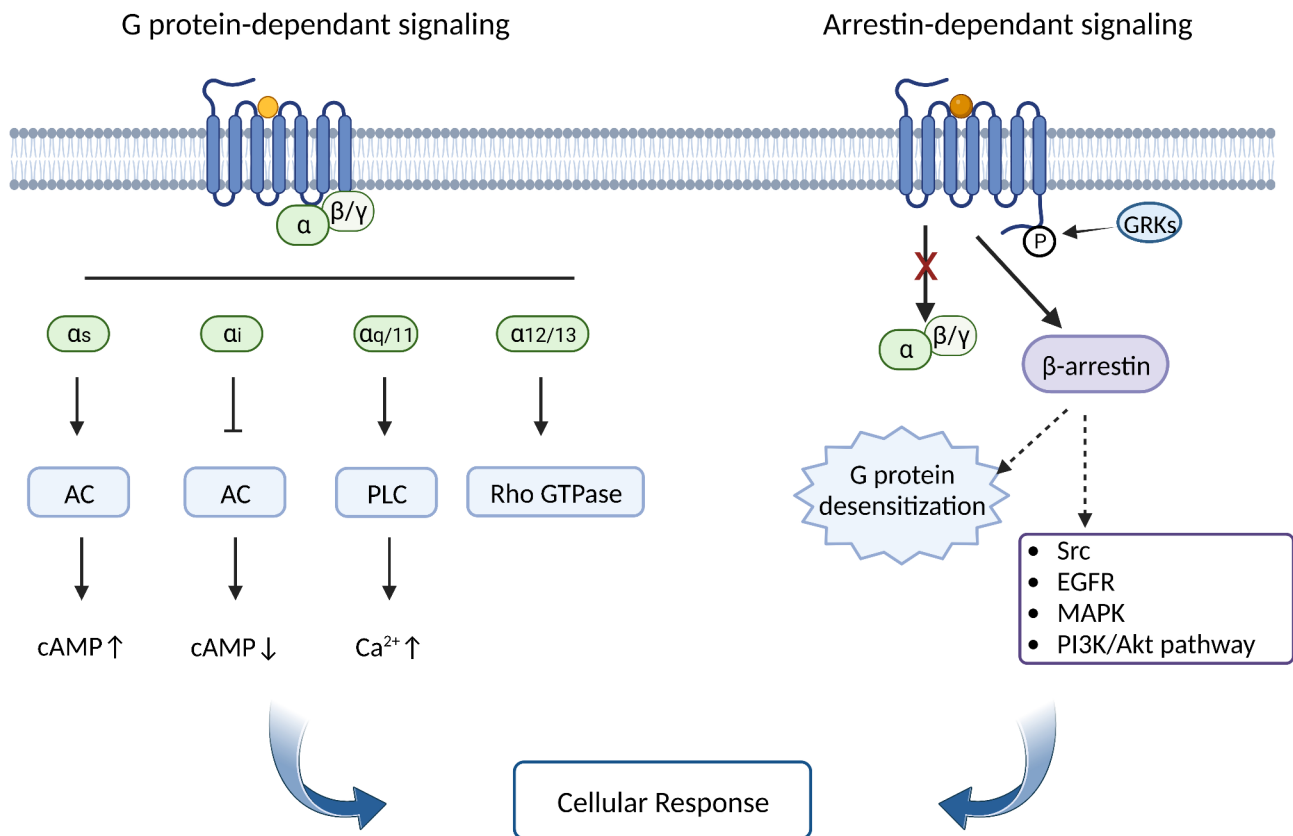 G protein-dependant signaling
Arrestin-dependant signaling
α
β/γ
P
GRKs
X
αs
αi
αq/11
α12/13
α
β/γ
β-arrestin
AC
AC
PLC
Rho GTPase
G protein
desensitization
cAMP↑
cAMP↓
Ca²⁺↑
• Src
• EGFR
• MAPK
• PI3K/Akt pathway
Cellular Response